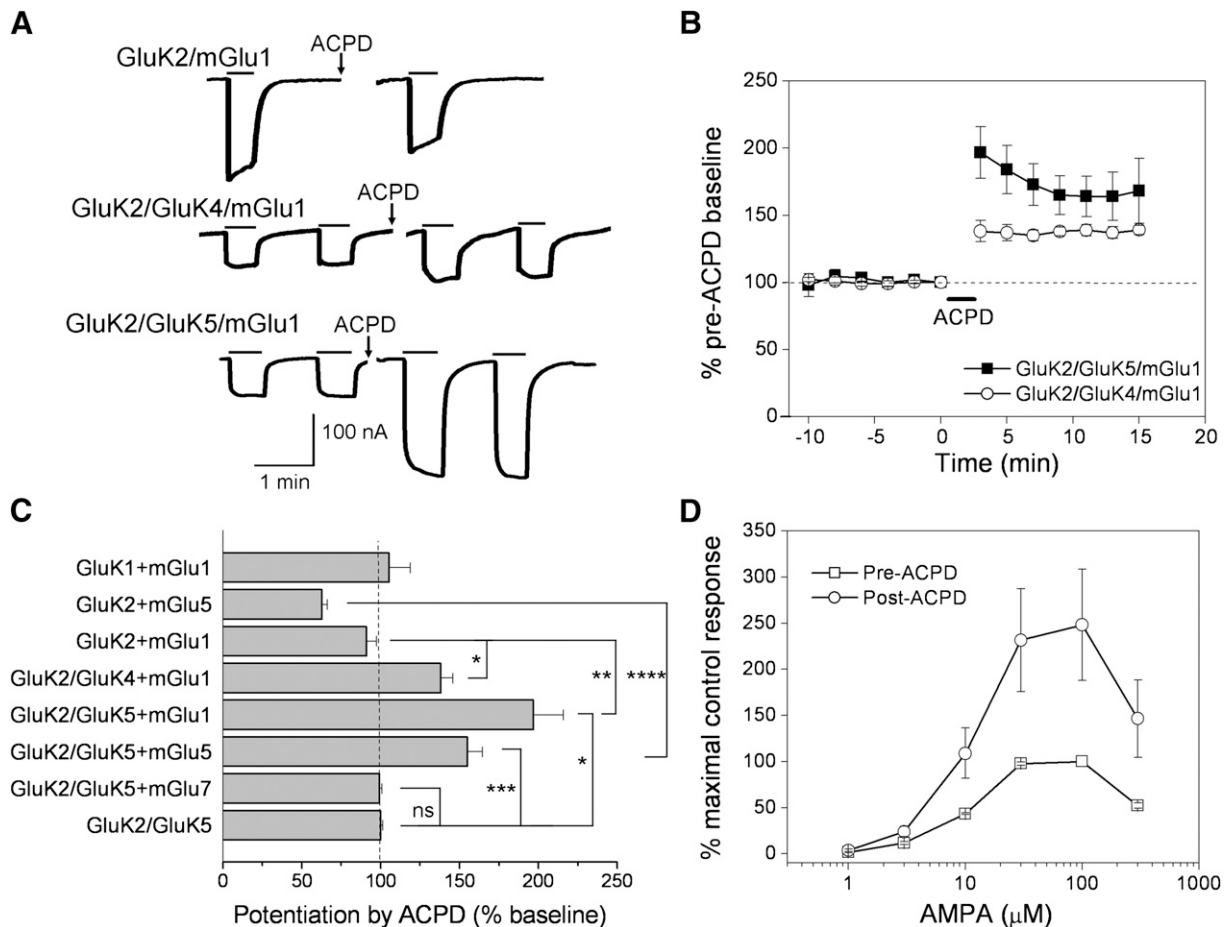 A
GluK2/mGlu1
ACPD
GluK2/GluK4/mGlu1
ACPD
GluK2/GluK5/mGlu1
ACPD
100 nA
1 min
B
% pre-ACPD baseline
250
200
150
100
50
0
ACPD
GluK2/GluK5/mGlu1
GluK2/GluK4/mGlu1
-10
-5
0
5
10
15
20
Time (min)
C
GluK1+mGlu1
GluK2+mGlu5
GluK2+mGlu1
GluK2/GluK4+mGlu1
GluK2/GluK5+mGlu1
GluK2/GluK5+mGlu5
GluK2/GluK5+mGlu7
GluK2/GluK5
*
**
****
*
***
ns
0
50
100
150
200
250
Potentiation by ACPD (% baseline)
D
% maximal control response
350
300
250
200
150
100
50
0
Pre-ACPD
Post-ACPD
1
10
100
1000
AMPA (μM)